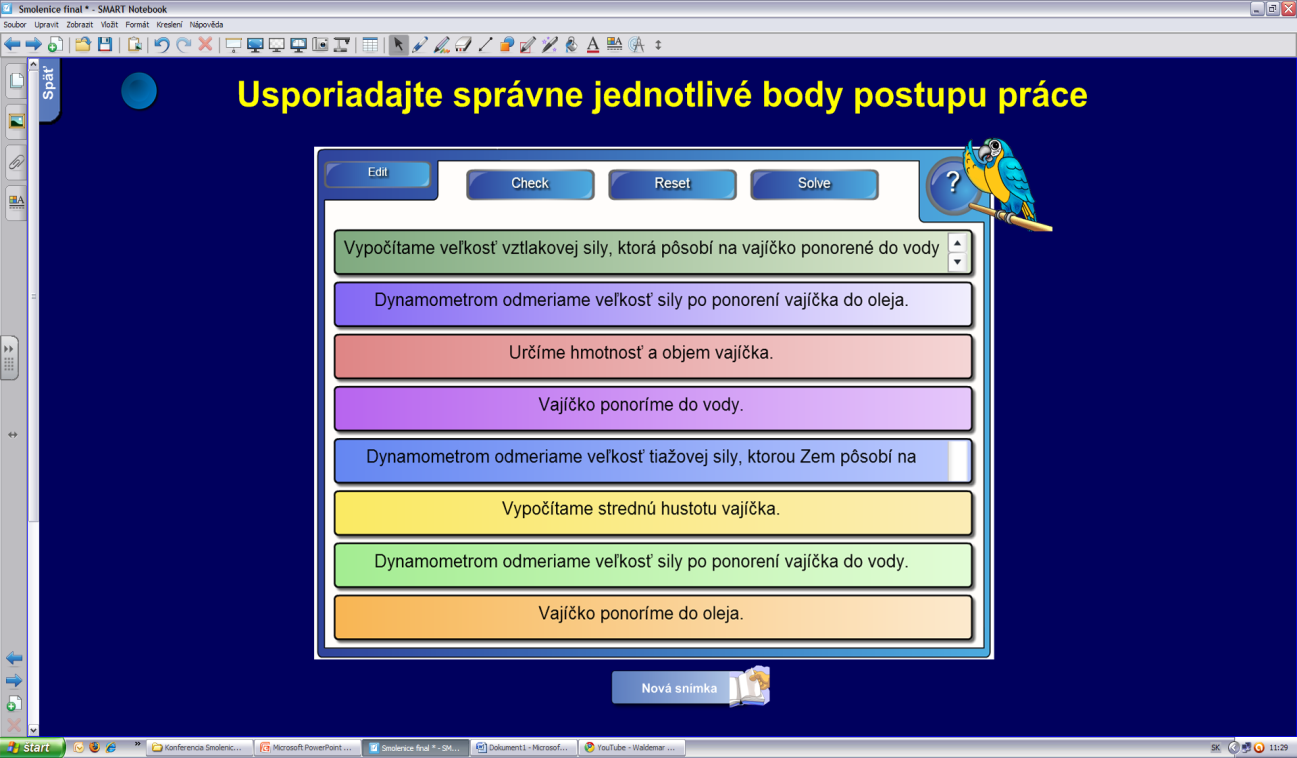 Smolenice final * - SMART Notebook
Soubor Upravit Zobrazit Vložit Formát Kreslení Nápověda
Späť
Usporiadajte správne jednotlivé body postupu práce
Edit
Check Reset Solve
?
Vypočítame veľkosť vztlakovej sily, ktorá pôsobí na vajíčko ponorené do vody
Dynamometrom odmeriame veľkosť sily po ponorení vajíčka do oleja.
Určíme hmotnosť a objem vajíčka.
Vajíčko ponoríme do vody.
Dynamometrom odmeriame veľkosť tiažovej sily, ktorou Zem pôsobí na
Vypočítame strednú hustotu vajíčka.
Dynamometrom odmeriame veľkosť sily po ponorení vajíčka do vody.
Vajíčko ponoríme do oleja.
Nová snímka
štart » Konferencia Smolenic... Microsoft PowerPoint ... Smolenice final * - SM... Dokument1 - Microsof... YouTube - Waldemar ... SK 11:29